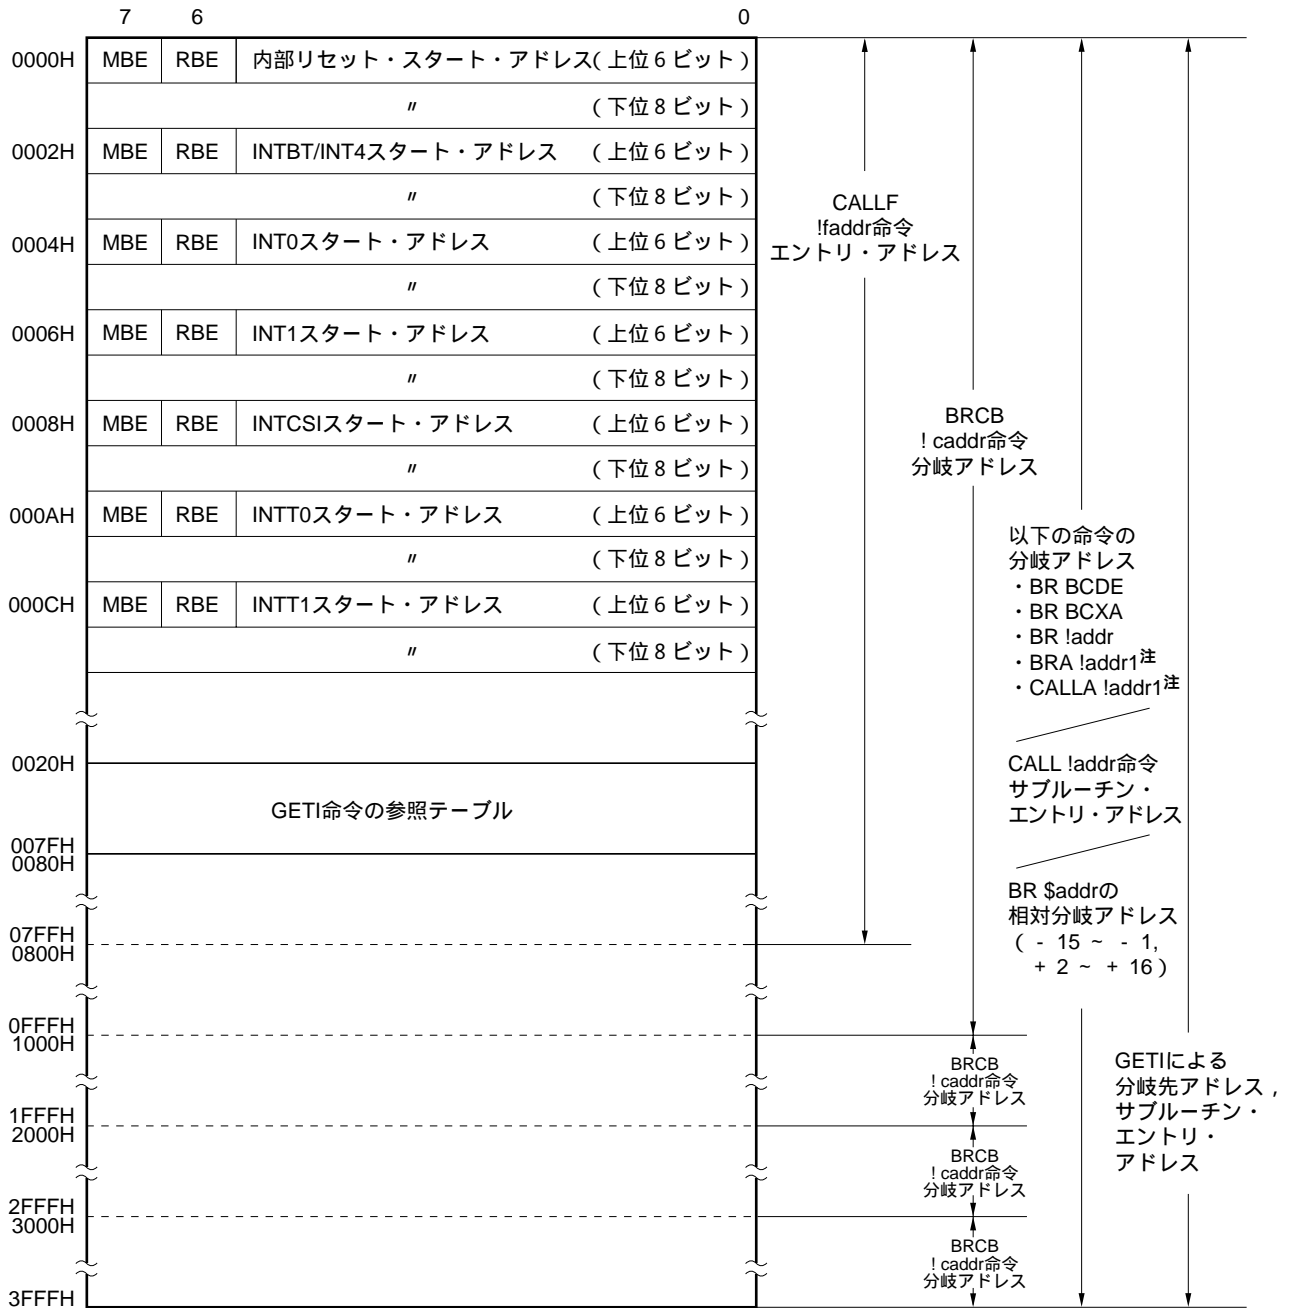 7 6 0
0000H MBE RBE 内部リセット・スタート・アドレス(上位6ビット)
〃 (下位8ビット)
0002H MBE RBE INTBT/INT4スタート・アドレス (上位6ビット)
〃 (下位8ビット)
0004H MBE RBE INT0スタート・アドレス (上位6ビット)
〃 (下位8ビット)
0006H MBE RBE INT1スタート・アドレス (上位6ビット)
〃 (下位8ビット)
0008H MBE RBE INTCSIスタート・アドレス (上位6ビット)
〃 (下位8ビット)
000AH MBE RBE INTT0スタート・アドレス (上位6ビット)
〃 (下位8ビット)
000CH MBE RBE INTT1スタート・アドレス (上位6ビット)
〃 (下位8ビット)
0020H
GETI命令の参照テーブル
007FH
0080H
07FFH
0800H
0FFFH
1000H
1FFFH
2000H
2FFFH
3000H
3FFFH
CALLF
!faddr命令
エントリ・アドレス
BRCB
! caddr命令
分岐アドレス
BRCB
! caddr命令
分岐アドレス
BRCB
! caddr命令
分岐アドレス
BRCB
! caddr命令
分岐アドレス
以下の命令の
分岐アドレス
・BR BCDE
・BR BCXA
・BR !addr
・BRA !addr1注
・CALLA !addr1注
CALL !addr命令
サブルーチン・
エントリ・アドレス
BR $addrの
相対分岐アドレス
( - 15 ~ - 1,
+ 2 ~ + 16 )
GETIによる
分岐先アドレス,
サブルーチン・
エントリ・
アドレス